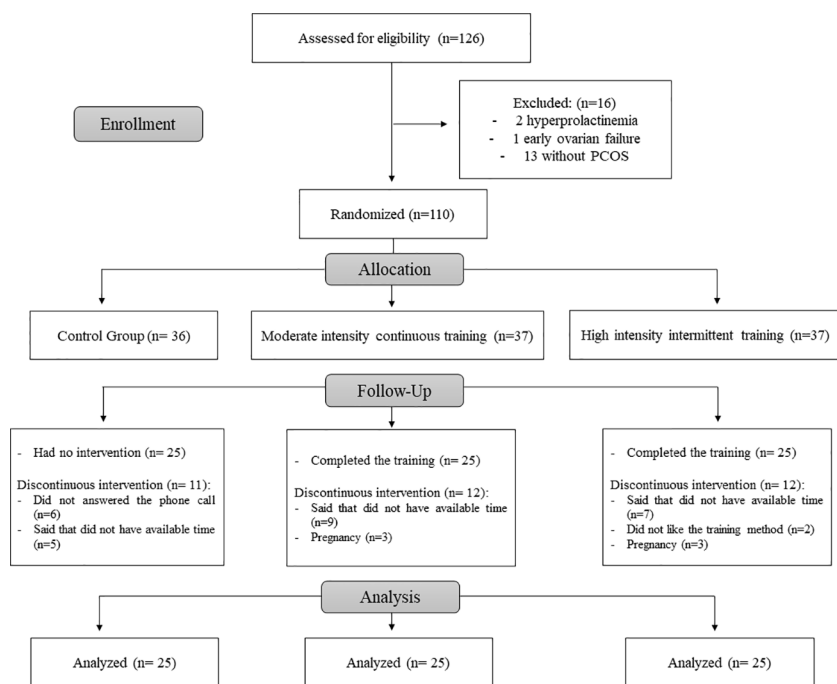 Assessed for eligibility (n=126)
Enrollment
Excluded: (n=16)
- 2 hyperprolactinemia
- 1 early ovarian failure
- 13 without PCOS
Randomized (n=110)
Allocation
Control Group (n= 36)
Moderate intensity continuous training (n=37)
High intensity intermittent training (n=37)
Follow-Up
- Had no intervention (n= 25)
Discontinuous intervention (n= 11):
- Did not answered the phone call
(n=6)
- Said that did not have available time
(n=5)
- Completed the training (n= 25)
Discontinuous intervention (n= 12):
- Said that did not have available time
(n=9)
- Pregnancy (n=3)
- Completed the training (n= 25)
Discontinuous intervention (n= 12):
- Said that did not have available time
(n=7)
- Did not like the training method (n=2)
- Pregnancy (n=3)
Analysis
Analyzed (n= 25)
Analyzed (n= 25)
Analyzed (n= 25)